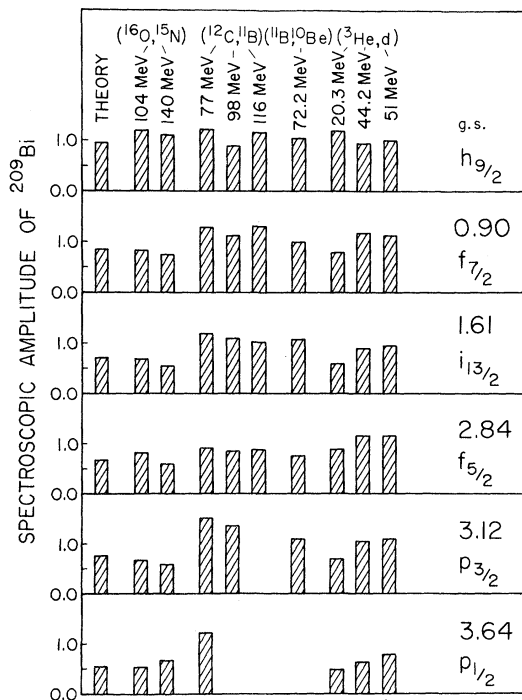 (¹⁶O,¹⁵N) (¹²C,¹¹B) (¹¹B,¹⁰Be) (³He,d)
THEORY 104 MeV 140 MeV 77 MeV 98 MeV 116 MeV 72.2 MeV 20.3 MeV 44.2 MeV 51 MeV
SPECTROSCOPIC AMPLITUDE OF ²⁰⁹Bi
1.0
0.0
g.s.
h₉/₂
1.0
0.0
0.90
f₇/₂
1.0
0.0
1.61
i₁₃/₂
1.0
0.0
2.84
f₅/₂
1.0
0.0
3.12
p₃/₂
1.0
0.0
3.64
p₁/₂